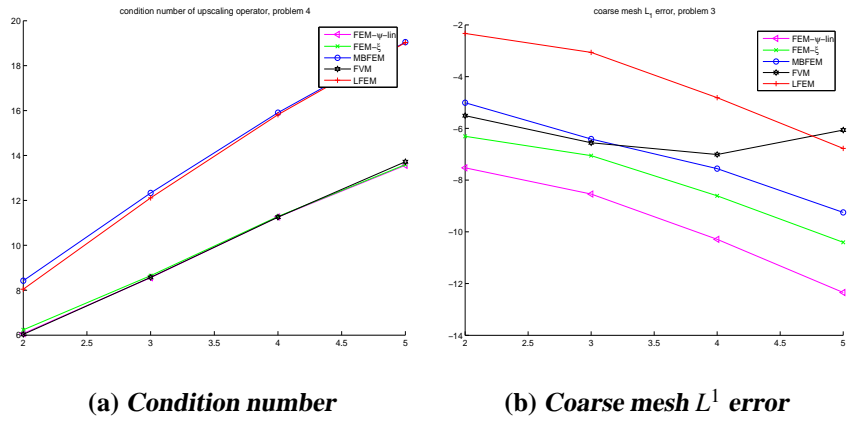 condition number of upscaling operator, problem 4
20
18
16
14
12
10
8
6
2
2.5
3
3.5
4
4.5
5
FEM-ψ-lin
FEM-ξ
MBFEM
FVM
LFEM
(a) Condition number
coarse mesh L₁ error, problem 3
-2
-4
-6
-8
-10
-12
-14
2
2.5
3
3.5
4
4.5
5
FEM-ψ-lin
FEM-ξ
MBFEM
FVM
LFEM
(b) Coarse mesh L¹ error